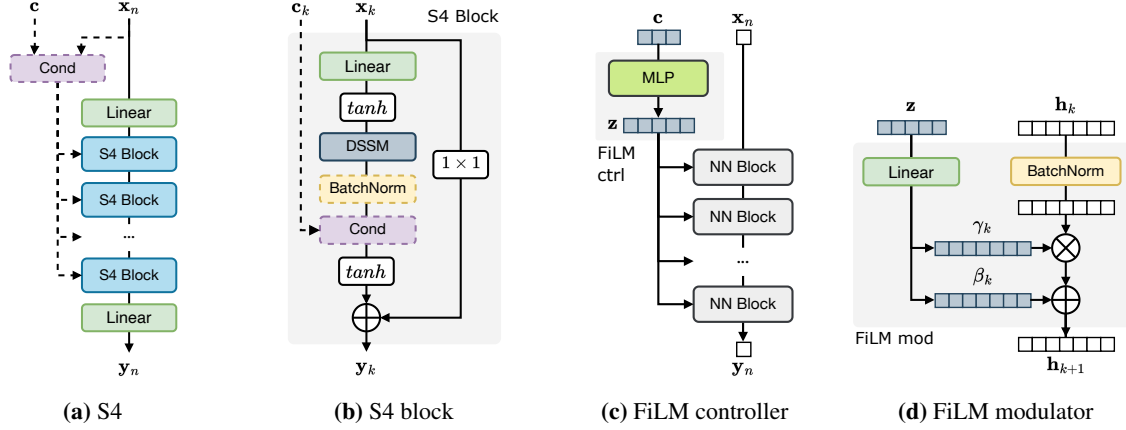 c
x_n
Cond
Linear
S4 Block
S4 Block
...
S4 Block
Linear
y_n
(a) S4
c_k
x_k
S4 Block
Linear
tanh
DSSM
1 × 1
BatchNorm
Cond
tanh
y_k
(b) S4 block
c
x_n
MLP
z
FiLM
ctrl
NN Block
NN Block
...
NN Block
y_n
(c) FiLM controller
z
h_k
Linear
BatchNorm
γ_k
β_k
FiLM mod
h_{k+1}
(d) FiLM modulator